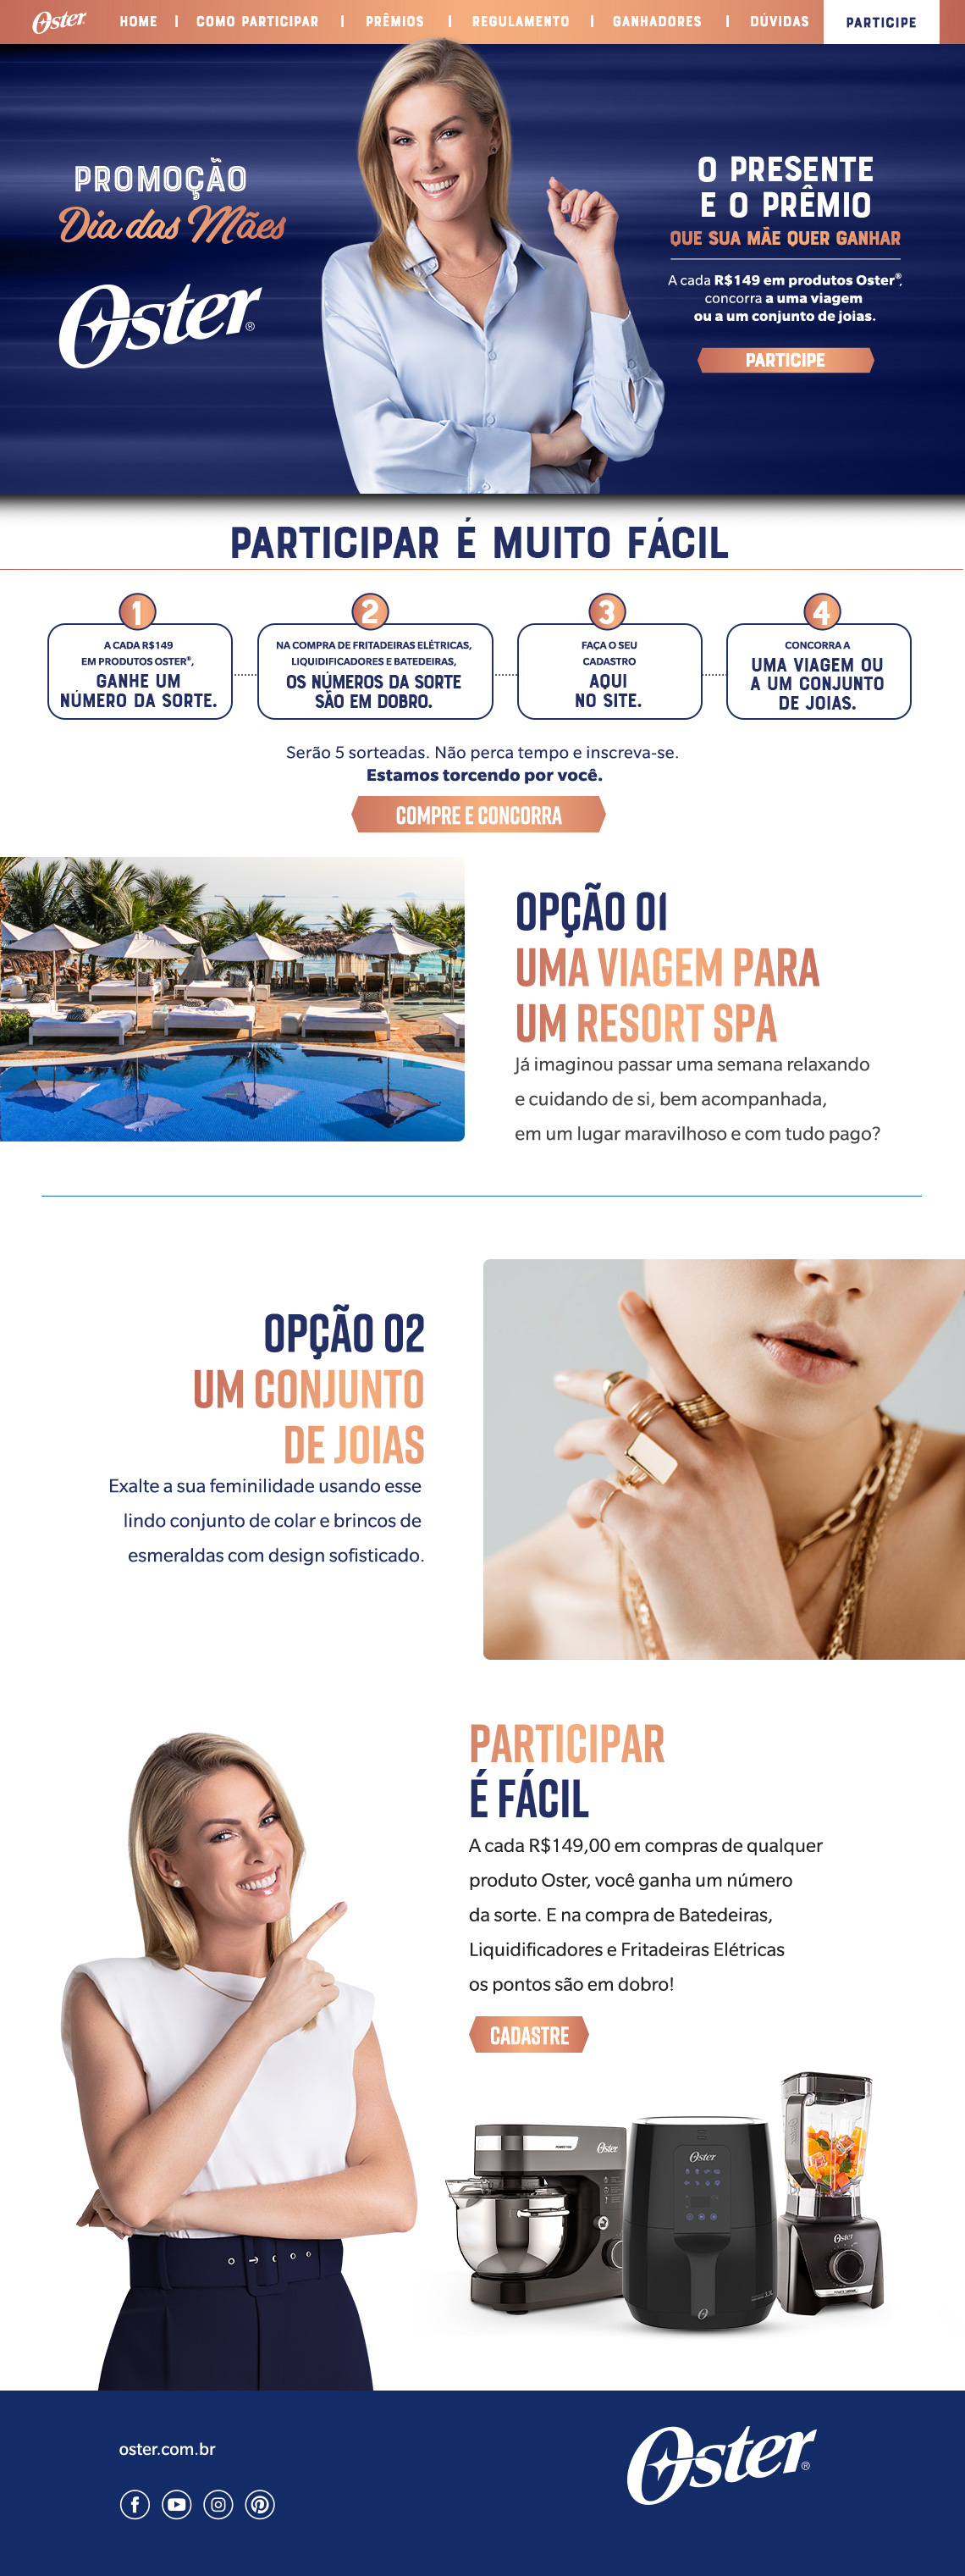 Oster
HOME | COMO PARTICIPAR | PRÊMIOS | REGULAMENTO | GANHADORES | DÚVIDAS PARTICIPE
PROMOÇÃO
Dia das Mães
Oster®
O PRESENTE
E O PRÊMIO
QUE SUA MÃE QUER GANHAR
A cada R$149 em produtos Oster®,
concorra a uma viagem
ou a um conjunto de joias.
PARTICIPE
PARTICIPAR É MUITO FÁCIL
1
A CADA R$149
EM PRODUTOS OSTER®,
GANHE UM
NÚMERO DA SORTE.
2
NA COMPRA DE FRITADEIRAS ELÉTRICAS,
LIQUIDIFICADORES E BATEDEIRAS,
OS NÚMEROS DA SORTE
SÃO EM DOBRO.
3
FAÇA O SEU
CADASTRO
AQUI
NO SITE.
4
CONCORRA A
UMA VIAGEM OU
A UM CONJUNTO
DE JOIAS.
Serão 5 sorteadas. Não perca tempo e inscreva-se.
Estamos torcendo por você.
COMPRE E CONCORRA
OPÇÃO 01
UMA VIAGEM PARA
UM RESORT SPA
Já imaginou passar uma semana relaxando
e cuidando de si, bem acompanhada,
em um lugar maravilhoso e com tudo pago?
OPÇÃO 02
UM CONJUNTO
DE JOIAS
Exalte a sua feminilidade usando esse
lindo conjunto de colar e brincos de
esmeraldas com design sofisticado.
PARTICIPAR
É FÁCIL
A cada R$149,00 em compras de qualquer
produto Oster, você ganha um número
da sorte. E na compra de Batedeiras,
Liquidificadores e Fritadeiras Elétricas
os pontos são em dobro!
CADASTRE
Oster
Oster
Oster
oster.com.br
Oster®